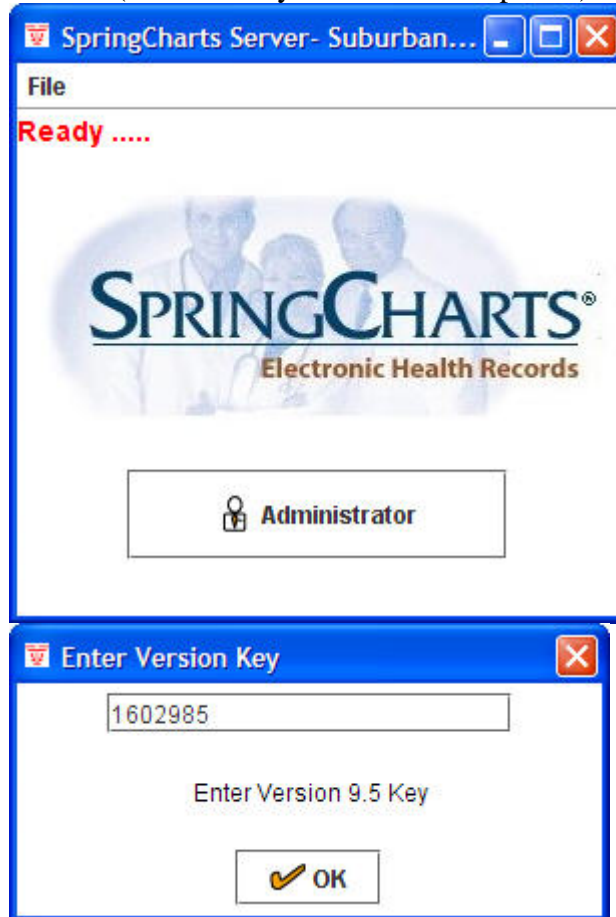 SpringCharts Server- Suburban...
File
Ready .....
SPRINGCHARTS®
Electronic Health Records
Administrator
Enter Version Key
1602985
Enter Version 9.5 Key
OK